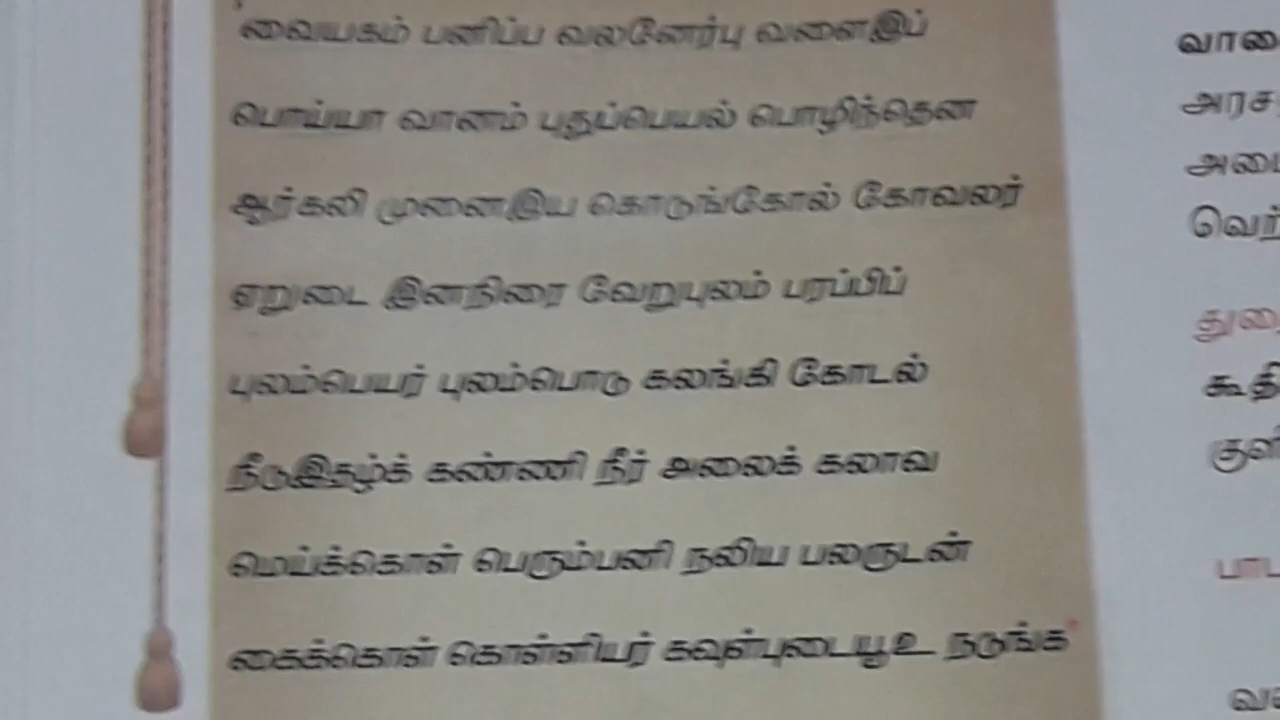 'வையகம் பனிப்ப வலனேர்பு வளைஇப்
பொய்யா வானம் புதுப்பெயல் பொழிந்தென
ஆர்கலி முனைஇய கொடுங்கோல் கோவலர்
ஏறுடை இனநிரை வேறுபுலம் பரப்பிப்
புலம்பெயர் புலம்பொடு கலங்கி கோடல்
நீடுஇதழ்க் கண்ணி நீர் அலைக் கலாவ
மெய்க்கொள் பெரும்பனி நலிய பலருடன்
கைக்கொள் கொள்ளியர் கவுள்புடையூஉ நடுங்க*